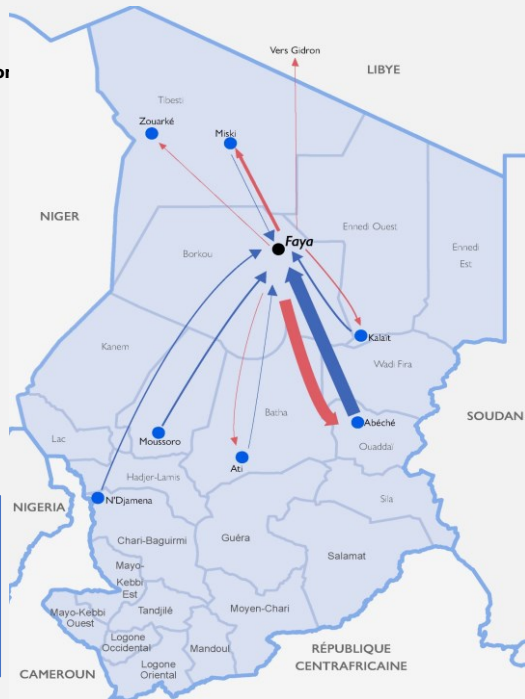 Vers Gidron
LIBYE
Tibesti
Zouarké
Miski
NIGER
Faya
Ennedi Ouest
Ennedi
Est
Borkou
Kalaït
Kanem
Wadi Fira
Batha
SOUDAN
Lac
Moussoro
Abéché
Ouaddaï
Ati
Hadjer-Lamis
N'Djamena
Sila
NIGERIA
Chari-Baguirmi
Guéra
Salamat
Mayo-
Kebbi
Est
Mayo-Kebbi
Ouest
Tandjilé
Moyen-Chari
Logone
Occidental
Mandoul
RÉPUBLIQUE
CENTRAFRICAINE
CAMEROUN
Logone
Oriental